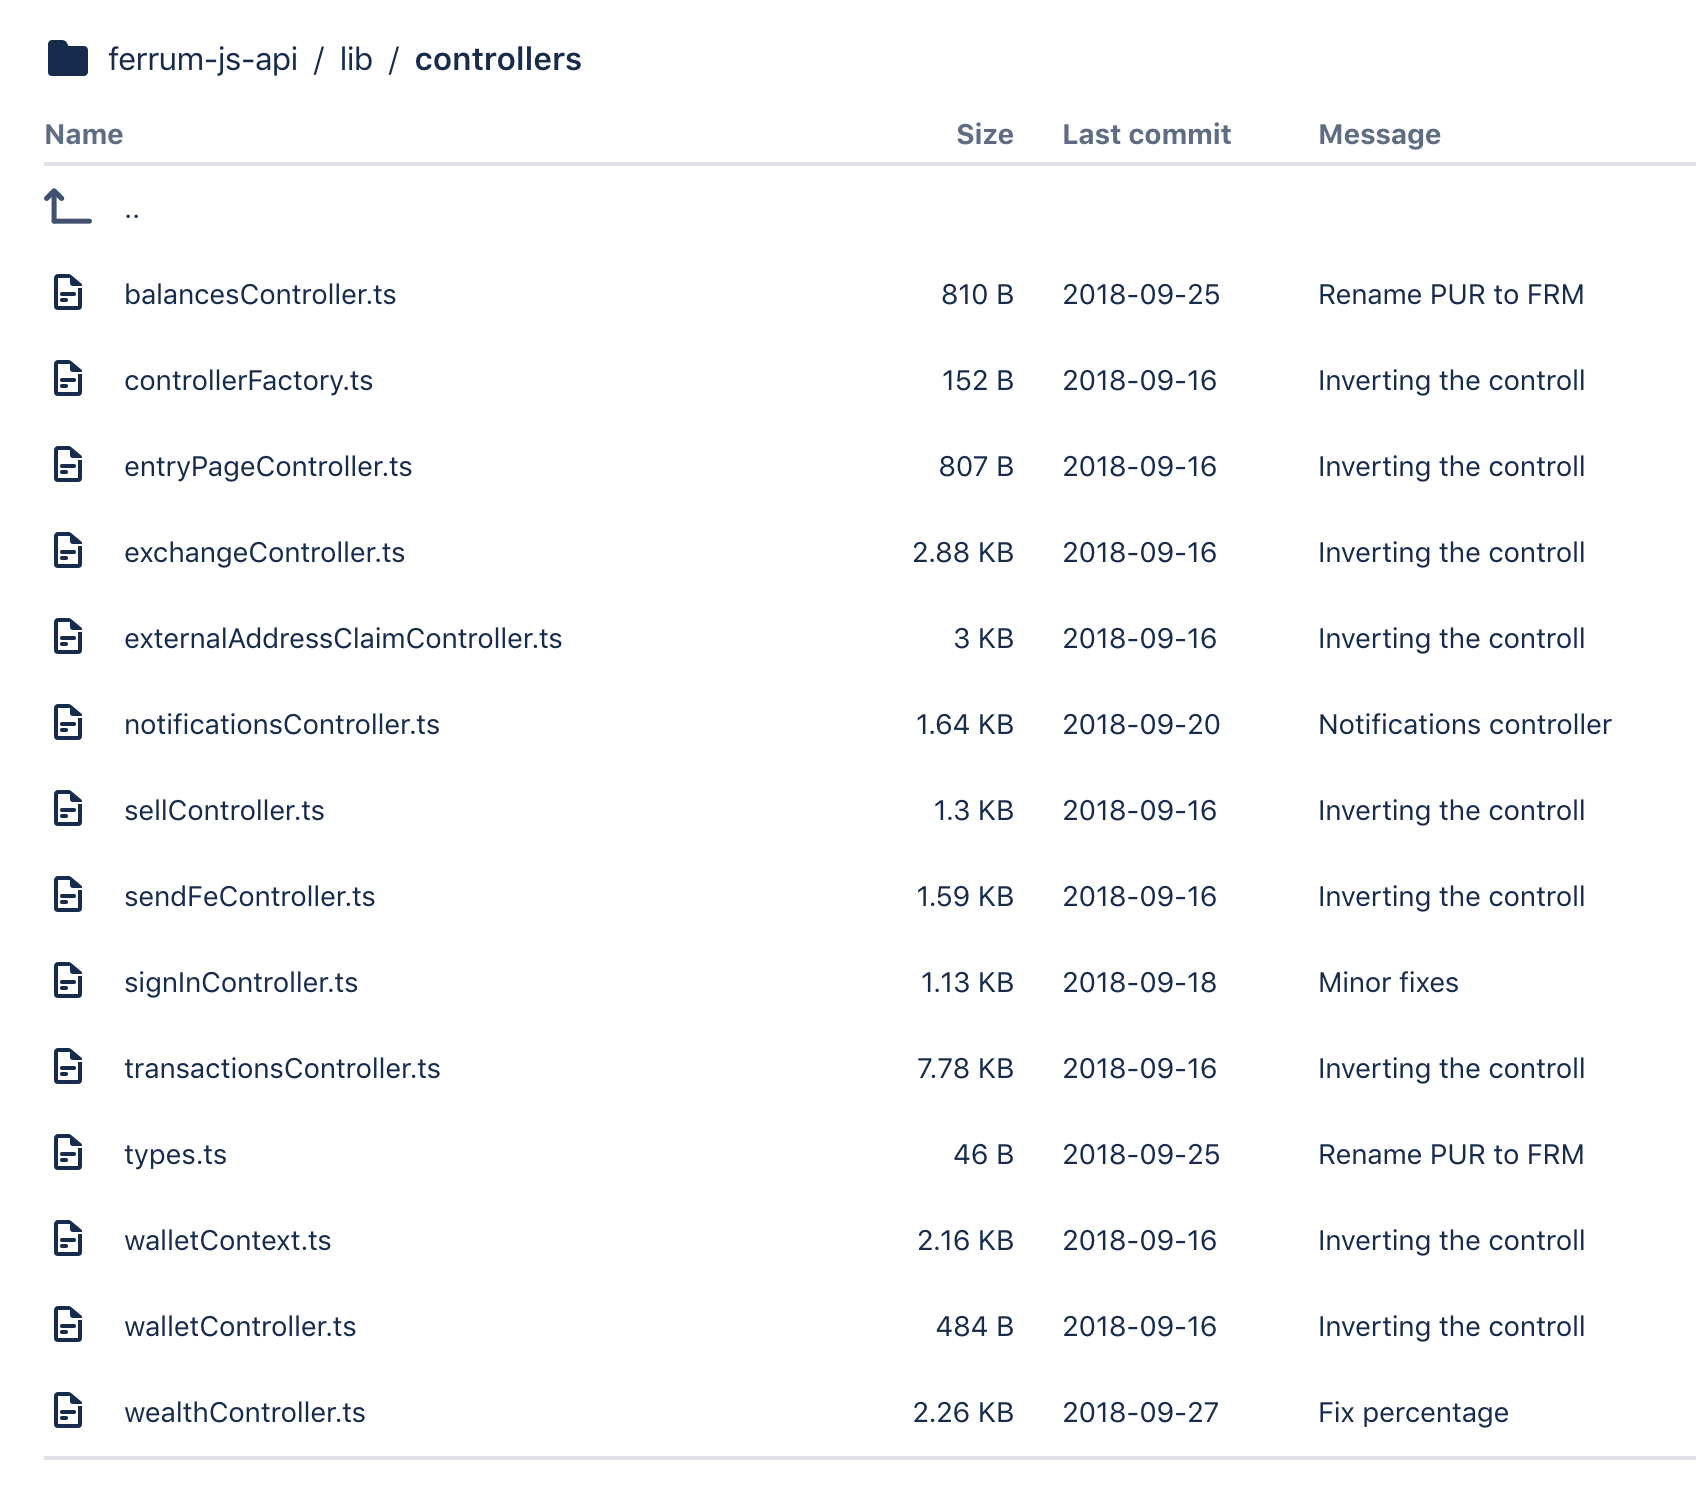 ferrum-js-api / lib / controllers
Name Size Last commit Message
..
balancesController.ts 810 B 2018-09-25 Rename PUR to FRM
controllerFactory.ts 152 B 2018-09-16 Inverting the controll
entryPageController.ts 807 B 2018-09-16 Inverting the controll
exchangeController.ts 2.88 KB 2018-09-16 Inverting the controll
externalAddressClaimController.ts 3 KB 2018-09-16 Inverting the controll
notificationsController.ts 1.64 KB 2018-09-20 Notifications controller
sellController.ts 1.3 KB 2018-09-16 Inverting the controll
sendFeController.ts 1.59 KB 2018-09-16 Inverting the controll
signInController.ts 1.13 KB 2018-09-18 Minor fixes
transactionsController.ts 7.78 KB 2018-09-16 Inverting the controll
types.ts 46 B 2018-09-25 Rename PUR to FRM
walletContext.ts 2.16 KB 2018-09-16 Inverting the controll
walletController.ts 484 B 2018-09-16 Inverting the controll
wealthController.ts 2.26 KB 2018-09-27 Fix percentage